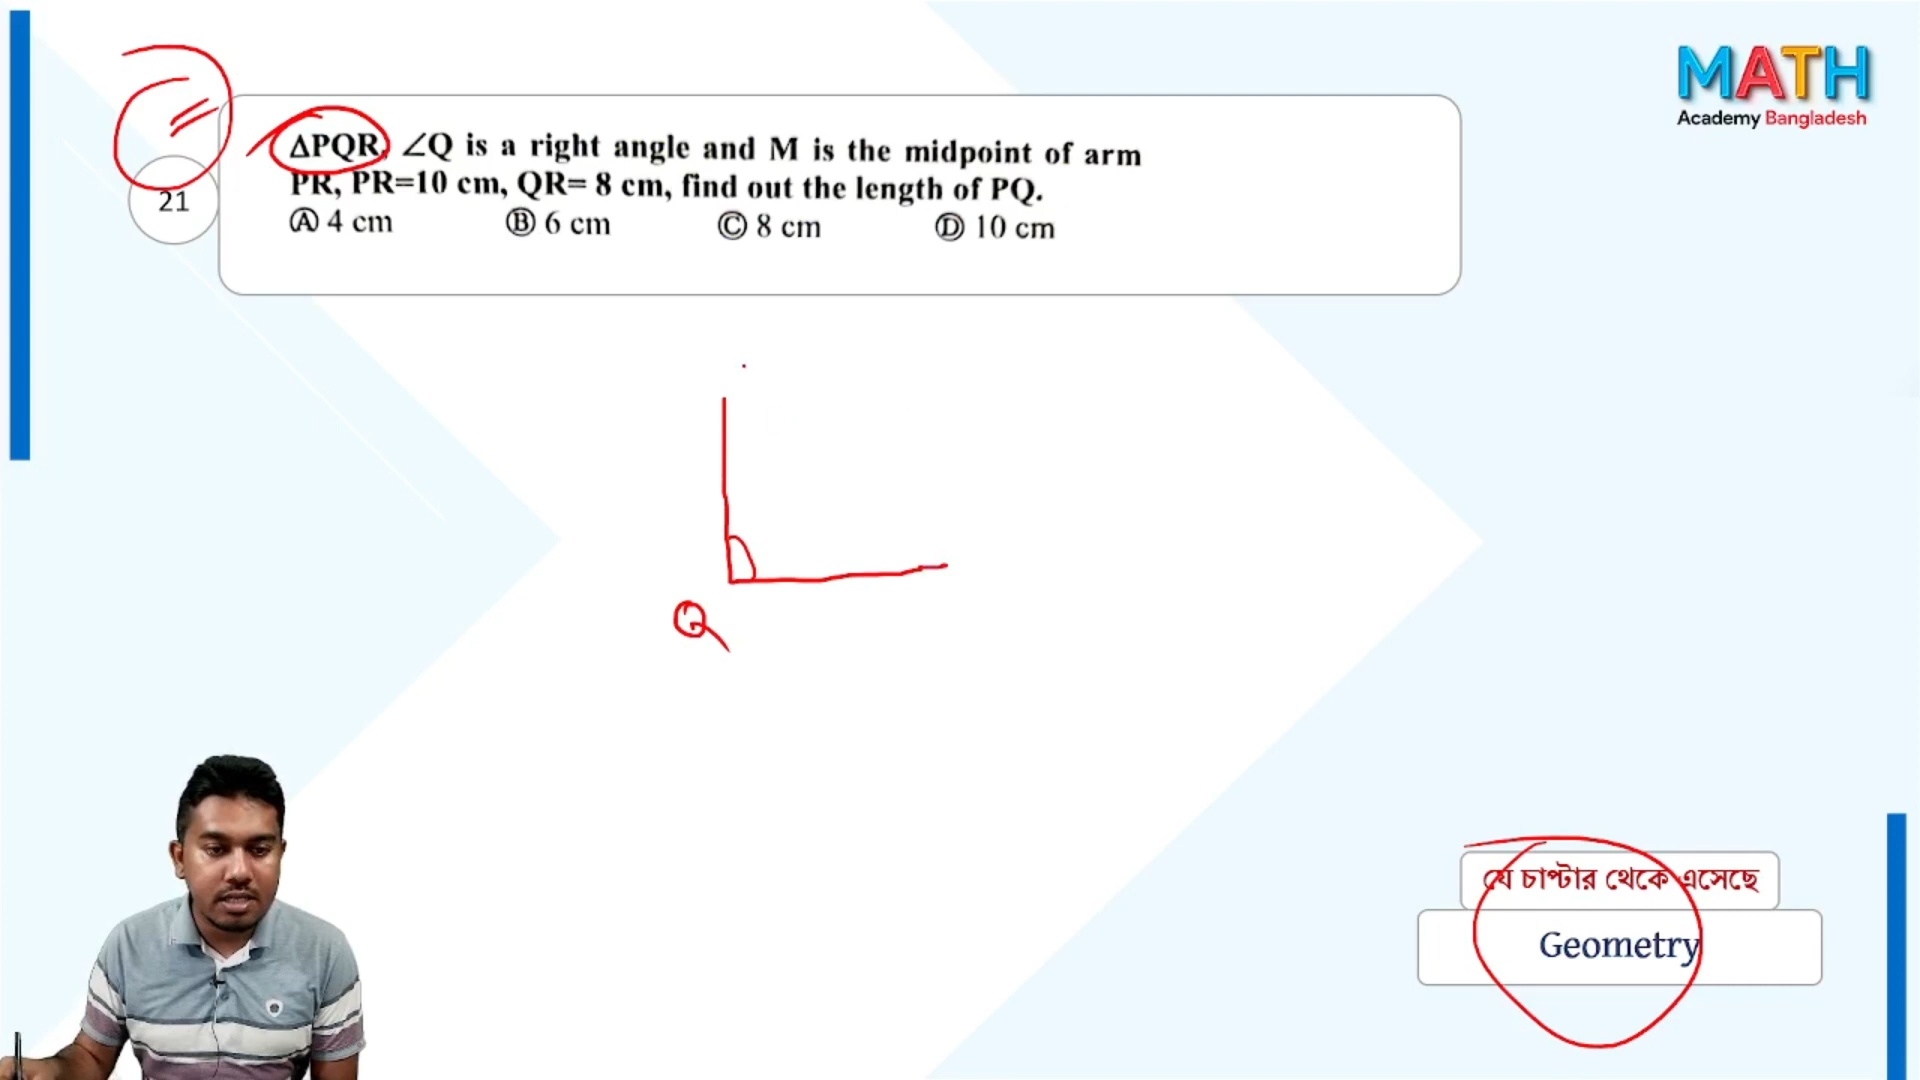 MATH
Academy Bangladesh
21
ΔPQR, ∠Q is a right angle and M is the midpoint of arm
PR, PR=10 cm, QR= 8 cm, find out the length of PQ.
Ⓐ 4 cm Ⓑ 6 cm Ⓒ 8 cm Ⓓ 10 cm
Q
যে চাপ্টার থেকে এসেছে
Geometry